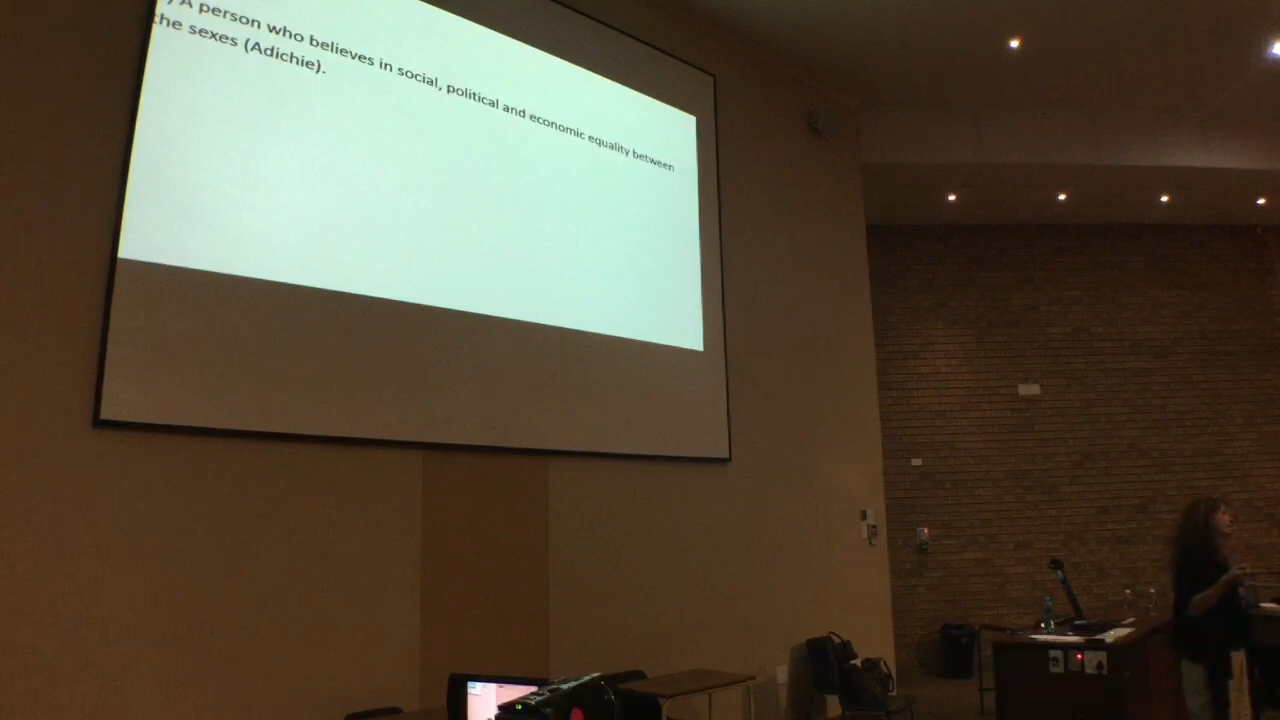 ) A person who believes in social, political and economic equality between
the sexes (Adichie).